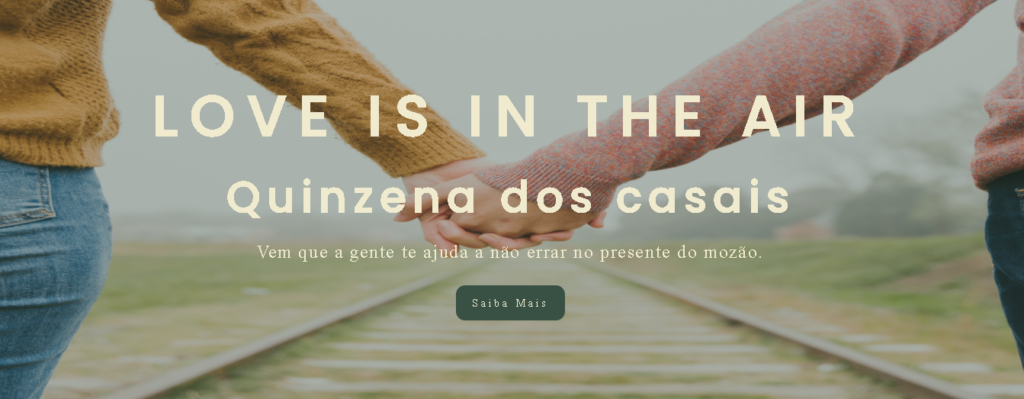 LOVE IS IN THE AIR
Quinzena dos casais
Vem que a gente te ajuda a não errar no presente do mozão.
Saiba Mais